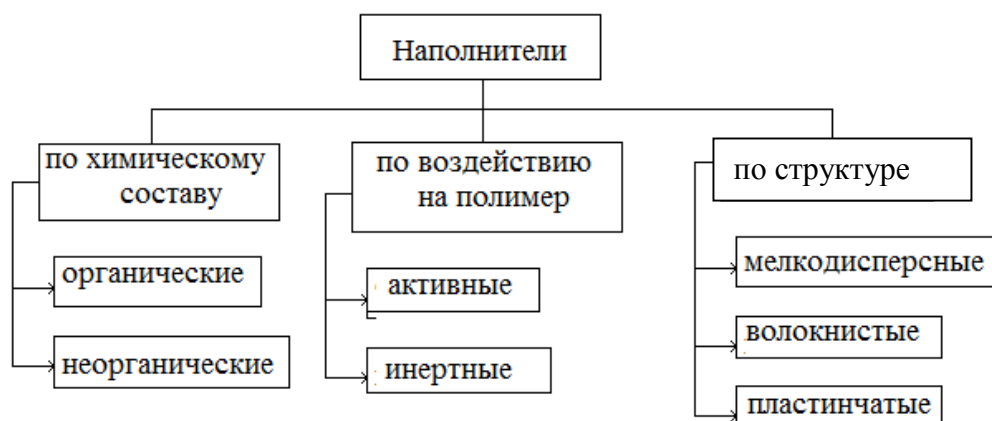 Наполнители
по химическому
составу
органические
неорганические
по воздействию
на полимер
активные
инертные
по структуре
мелкодисперсные
волокнистые
пластинчатые